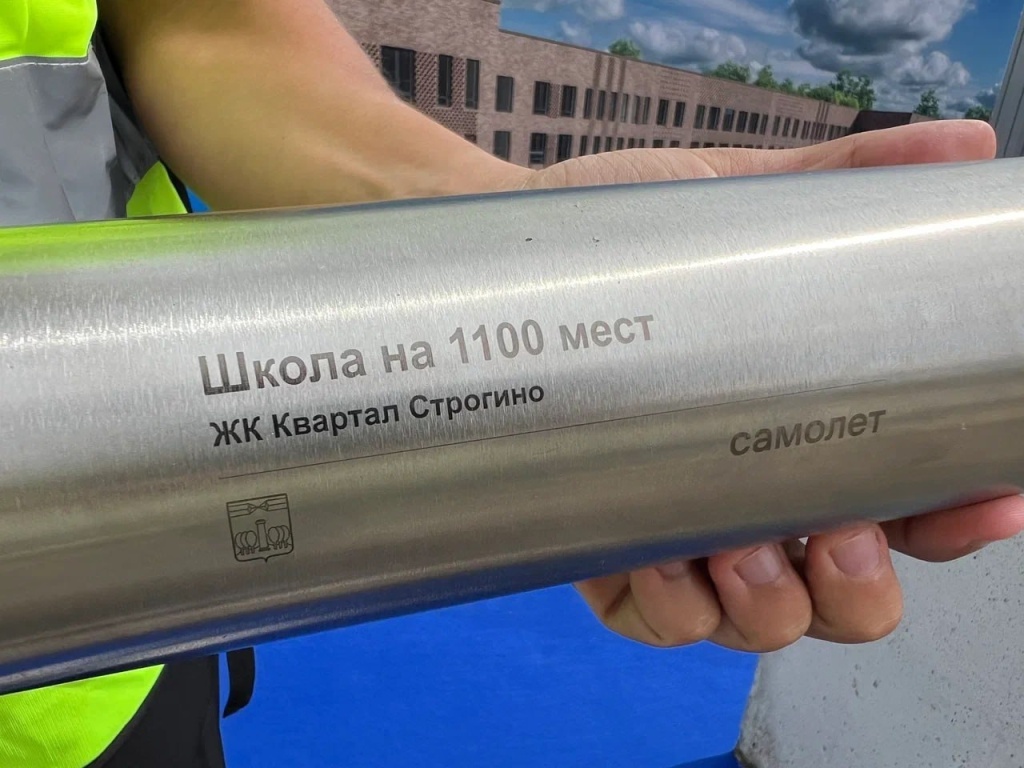 Школа на 1100 мест
ЖК Квартал Строгино
самолет